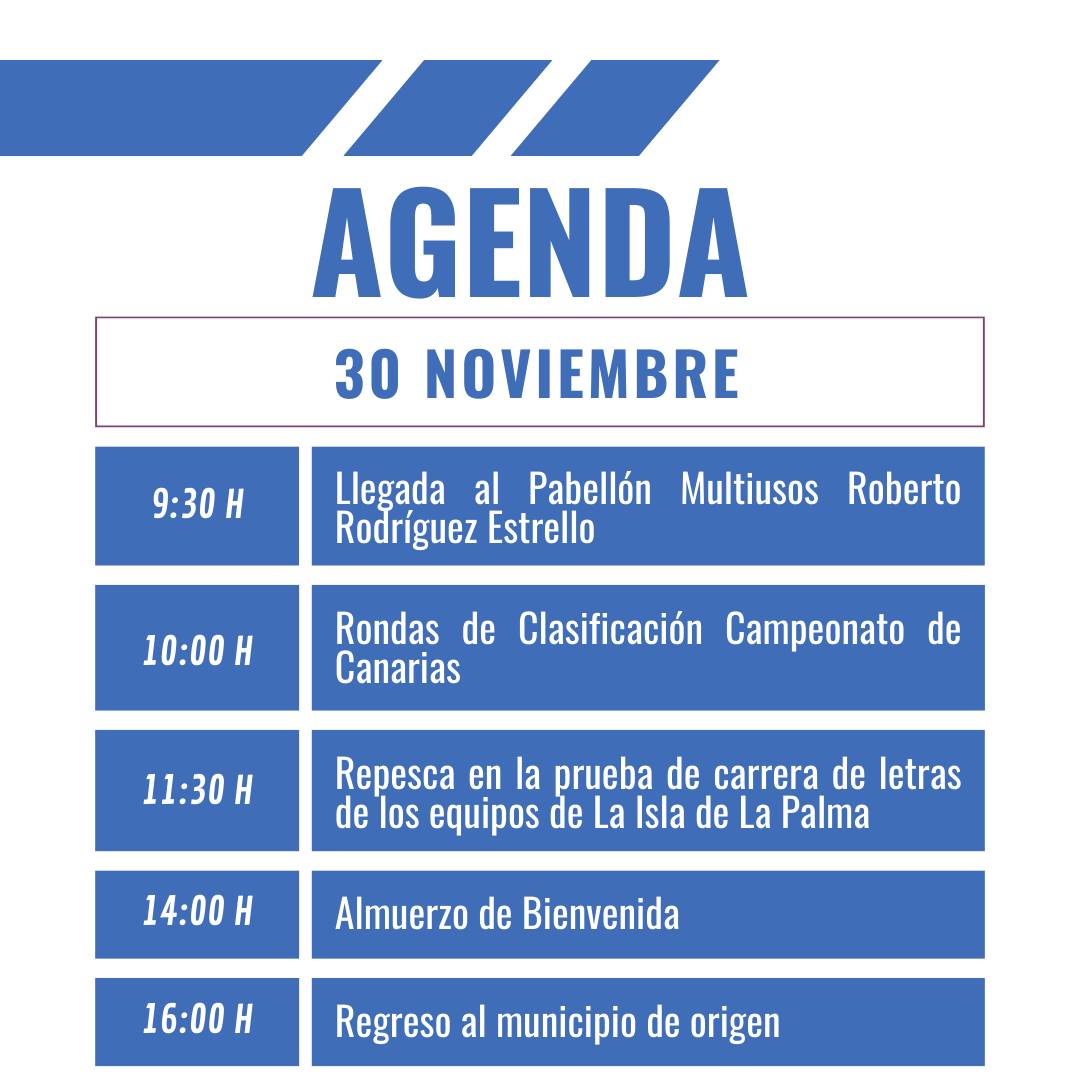 AGENDA
30 NOVIEMBRE
9:30 H
Llegada al Pabellón Multiusos Roberto
Rodríguez Estrello
10:00 H
Rondas de Clasificación Campeonato de
Canarias
11:30 H
Repesca en la prueba de carrera de letras
de los equipos de La Isla de La Palma
14:00 H
Almuerzo de Bienvenida
16:00 H
Regreso al municipio de origen